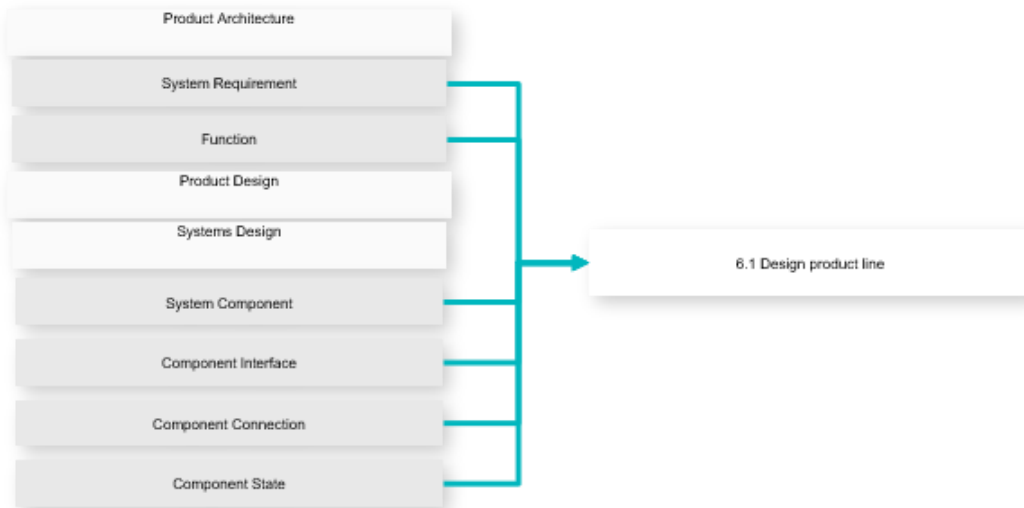 Product Architecture
System Requirement
Function
Product Design
Systems Design
System Component
Component Interface
Component Connection
Component State
6.1 Design product line